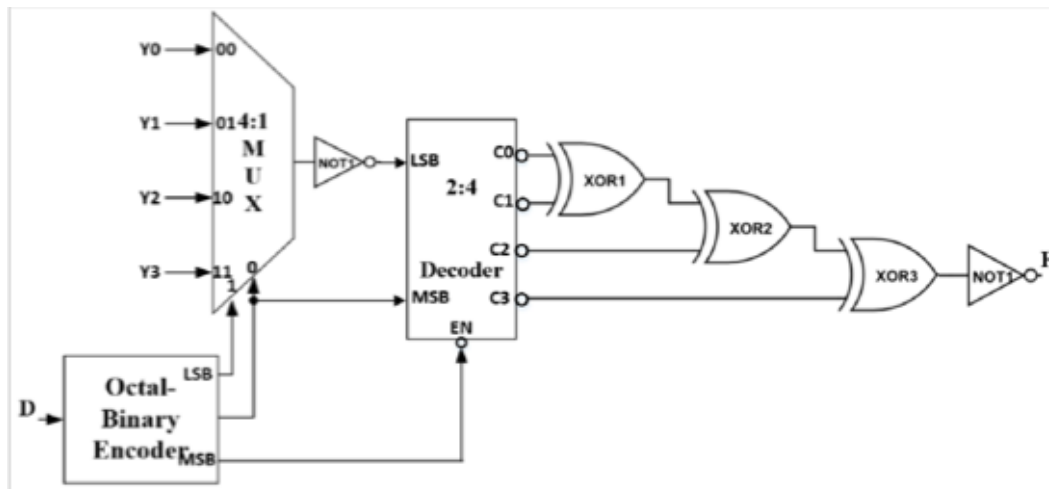 Y0
00
Y1
01
4:1
M
U
X
Y2
10
Y3
11
1
0
NOT1
LSB
2:4
Decoder
MSB
EN
C0
C1
C2
C3
XOR1
XOR2
XOR3
NOT1
D
Octal-
Binary
Encoder
LSB
MSB